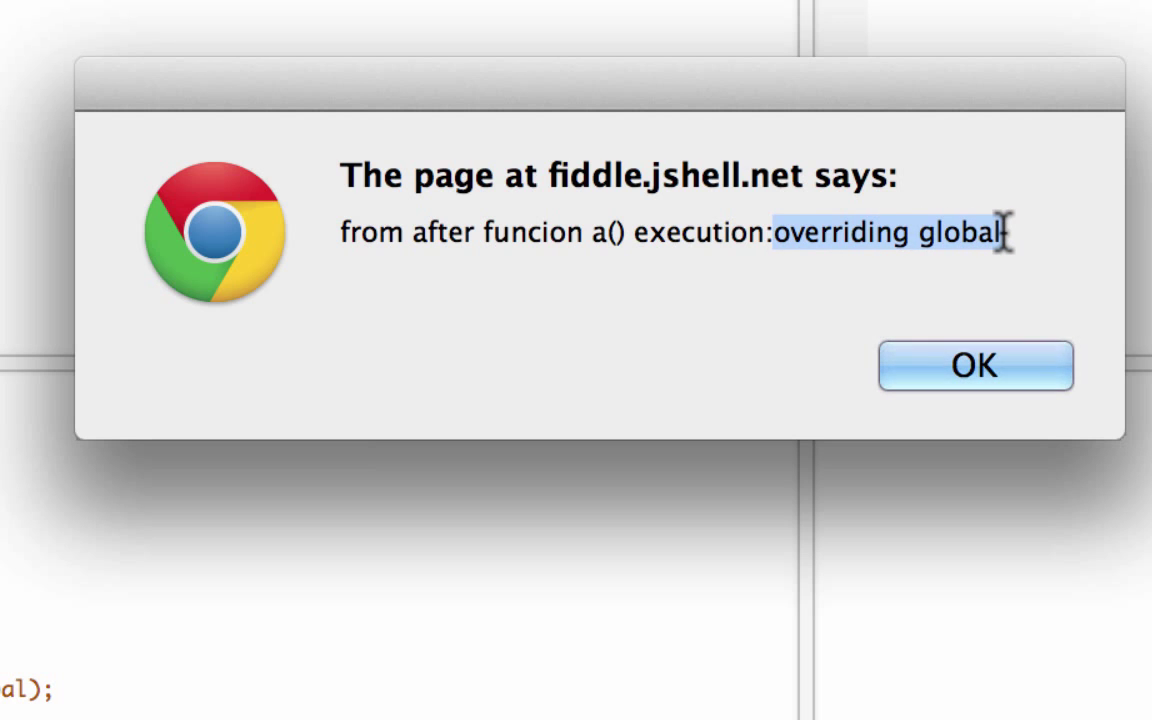 The page at fiddle.jshell.net says:
from after funcion a() execution:overriding global
OK
al);